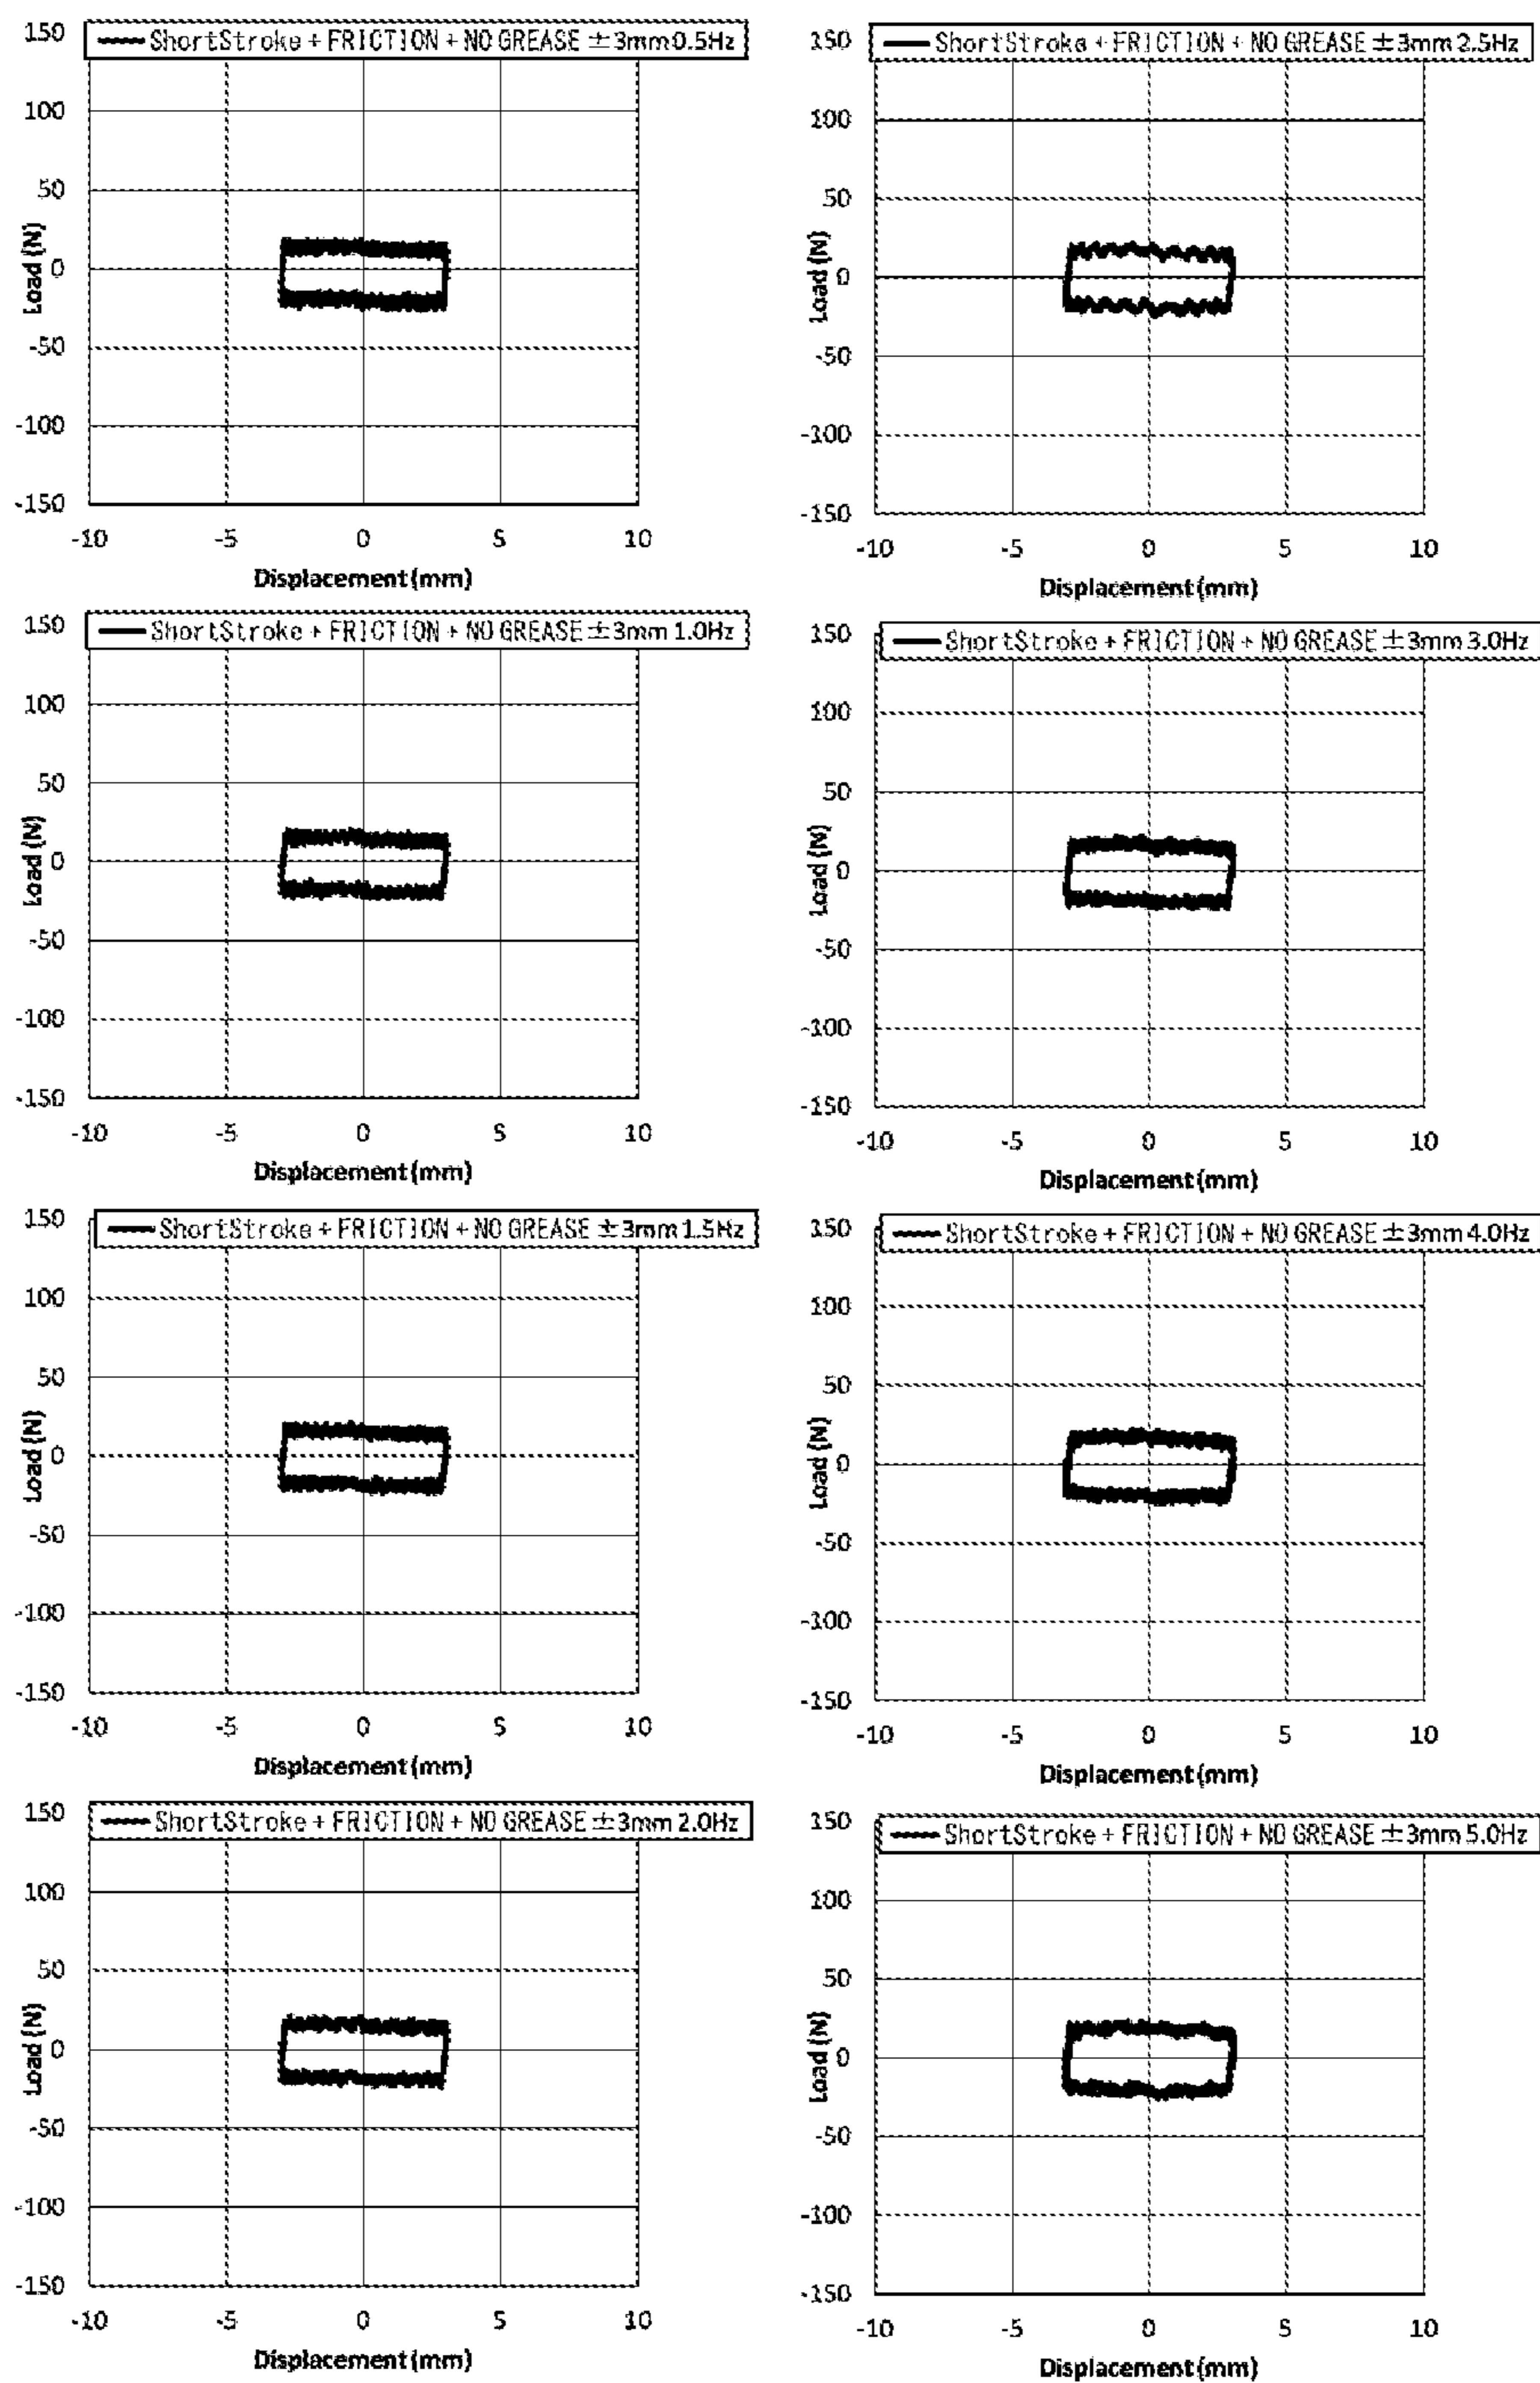 ShortStroke + FRICTION + NO GREASE ±3mm 0.5Hz
150
100
50
0
-50
-100
-150
Load (N)
-10 -5 0 5 10
Displacement (mm)
ShortStroke + FRICTION + NO GREASE ±3mm 2.5Hz
150
100
50
0
-50
-100
-150
Load (N)
-10 -5 0 5 10
Displacement (mm)
ShortStroke + FRICTION + NO GREASE ±3mm 1.0Hz
150
100
50
0
-50
-100
-150
Load (N)
-10 -5 0 5 10
Displacement (mm)
ShortStroke + FRICTION + NO GREASE ±3mm 3.0Hz
150
100
50
0
-50
-100
-150
Load (N)
-10 -5 0 5 10
Displacement (mm)
ShortStroke + FRICTION + NO GREASE ±3mm 1.5Hz
150
100
50
0
-50
-100
-150
Load (N)
-10 -5 0 5 10
Displacement (mm)
ShortStroke + FRICTION + NO GREASE ±3mm 4.0Hz
150
100
50
0
-50
-100
-150
Load (N)
-10 -5 0 5 10
Displacement (mm)
ShortStroke + FRICTION + NO GREASE ±3mm 2.0Hz
150
100
50
0
-50
-100
-150
Load (N)
-10 -5 0 5 10
Displacement (mm)
ShortStroke + FRICTION + NO GREASE ±3mm 5.0Hz
150
100
50
0
-50
-100
-150
Load (N)
-10 -5 0 5 10
Displacement (mm)